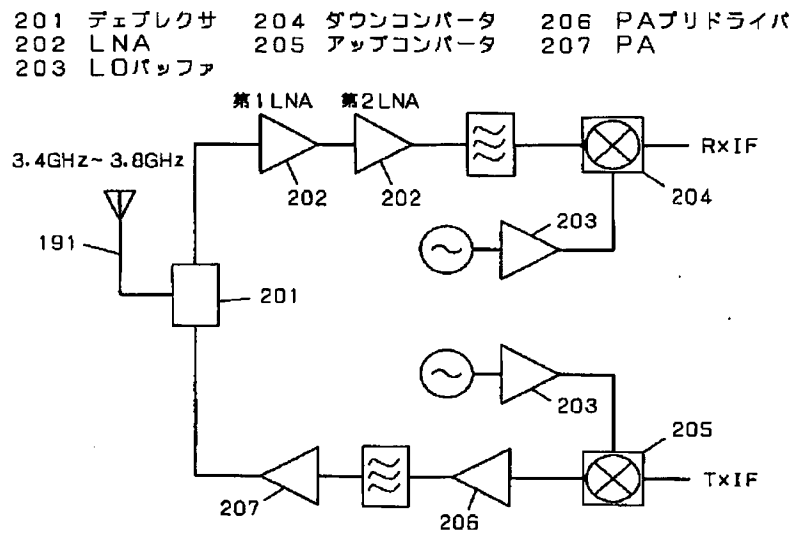 201 デェプレクサ 204 ダウンコンバータ 206 PAプリドライバ
202 LNA 205 アップコンバータ 207 PA
203 LOバッファ
第1LNA 第2LNA
3.4GHz~3.8GHz
RxIF
202 202 204
203
191
201
203
205
TxIF
207 206